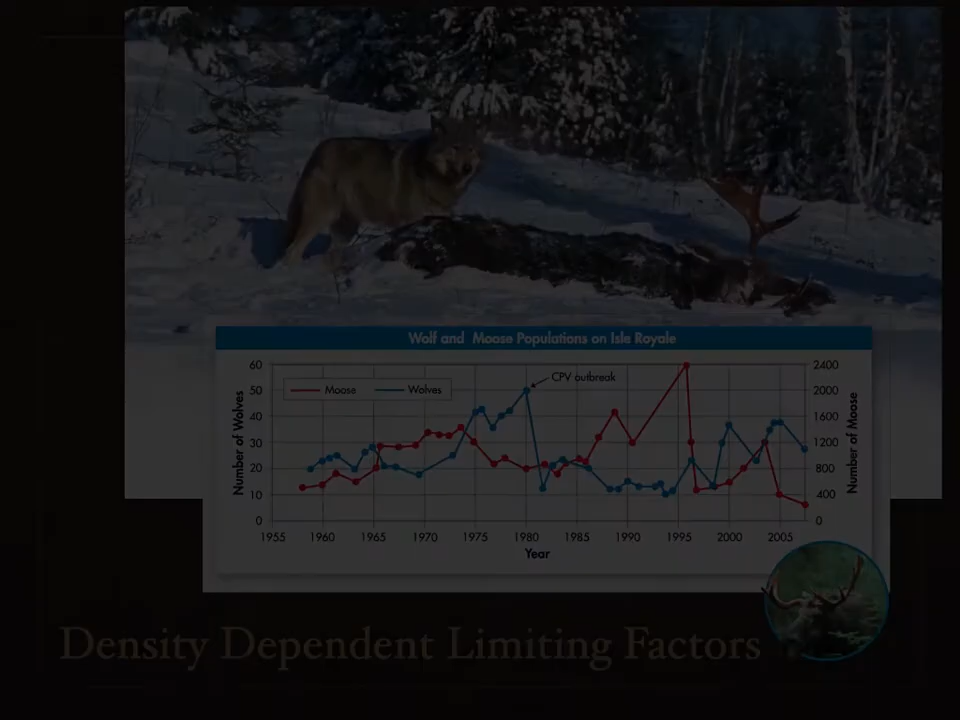 Wolf and Moose Populations on Isle Royale
60
50
40
30
20
10
0
Number of Wolves
Moose
Wolves
CPV outbreak
2400
2000
1600
1200
800
400
0
Number of Moose
1955 1960 1965 1970 1975 1980 1985 1990 1995 2000 2005
Year
Density Dependent Limiting Factors